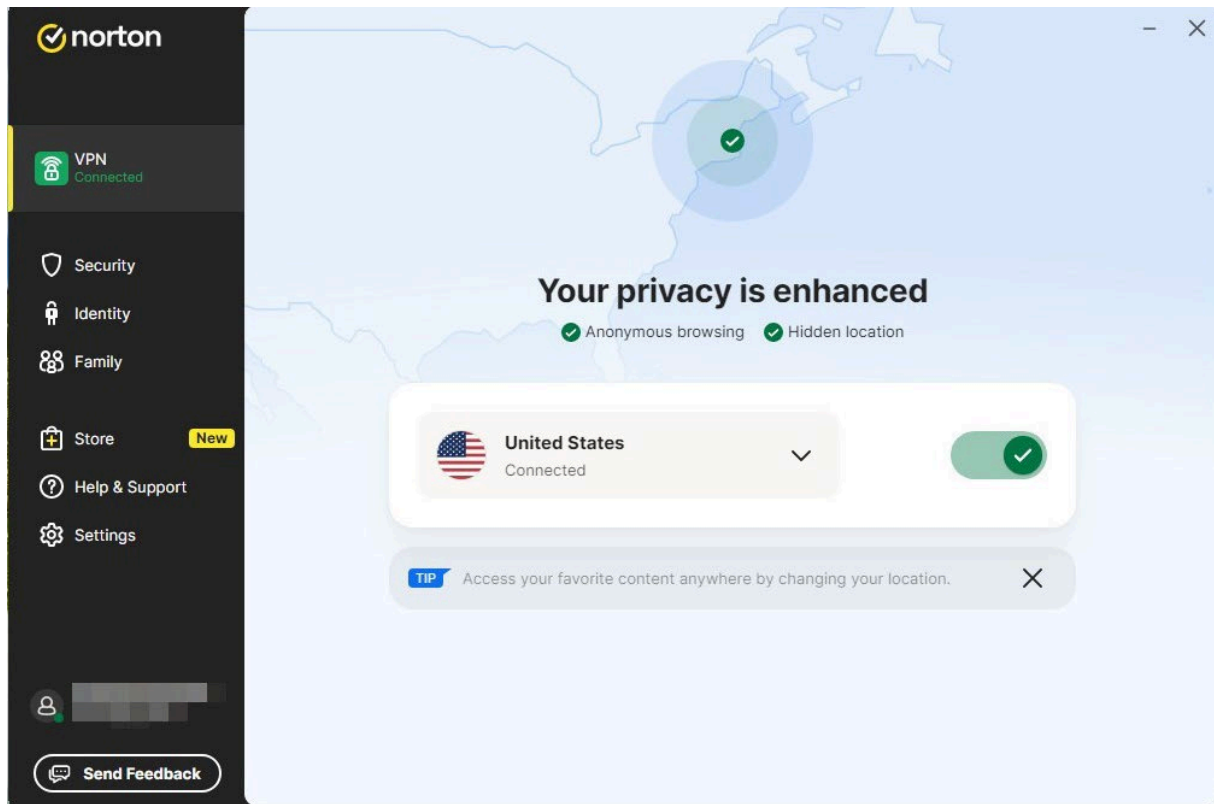 norton
VPN
Connected
Security
Identity
Family
Store New
Help & Support
Settings
Send Feedback
Your privacy is enhanced
Anonymous browsing Hidden location
United States
Connected
TIP Access your favorite content anywhere by changing your location.